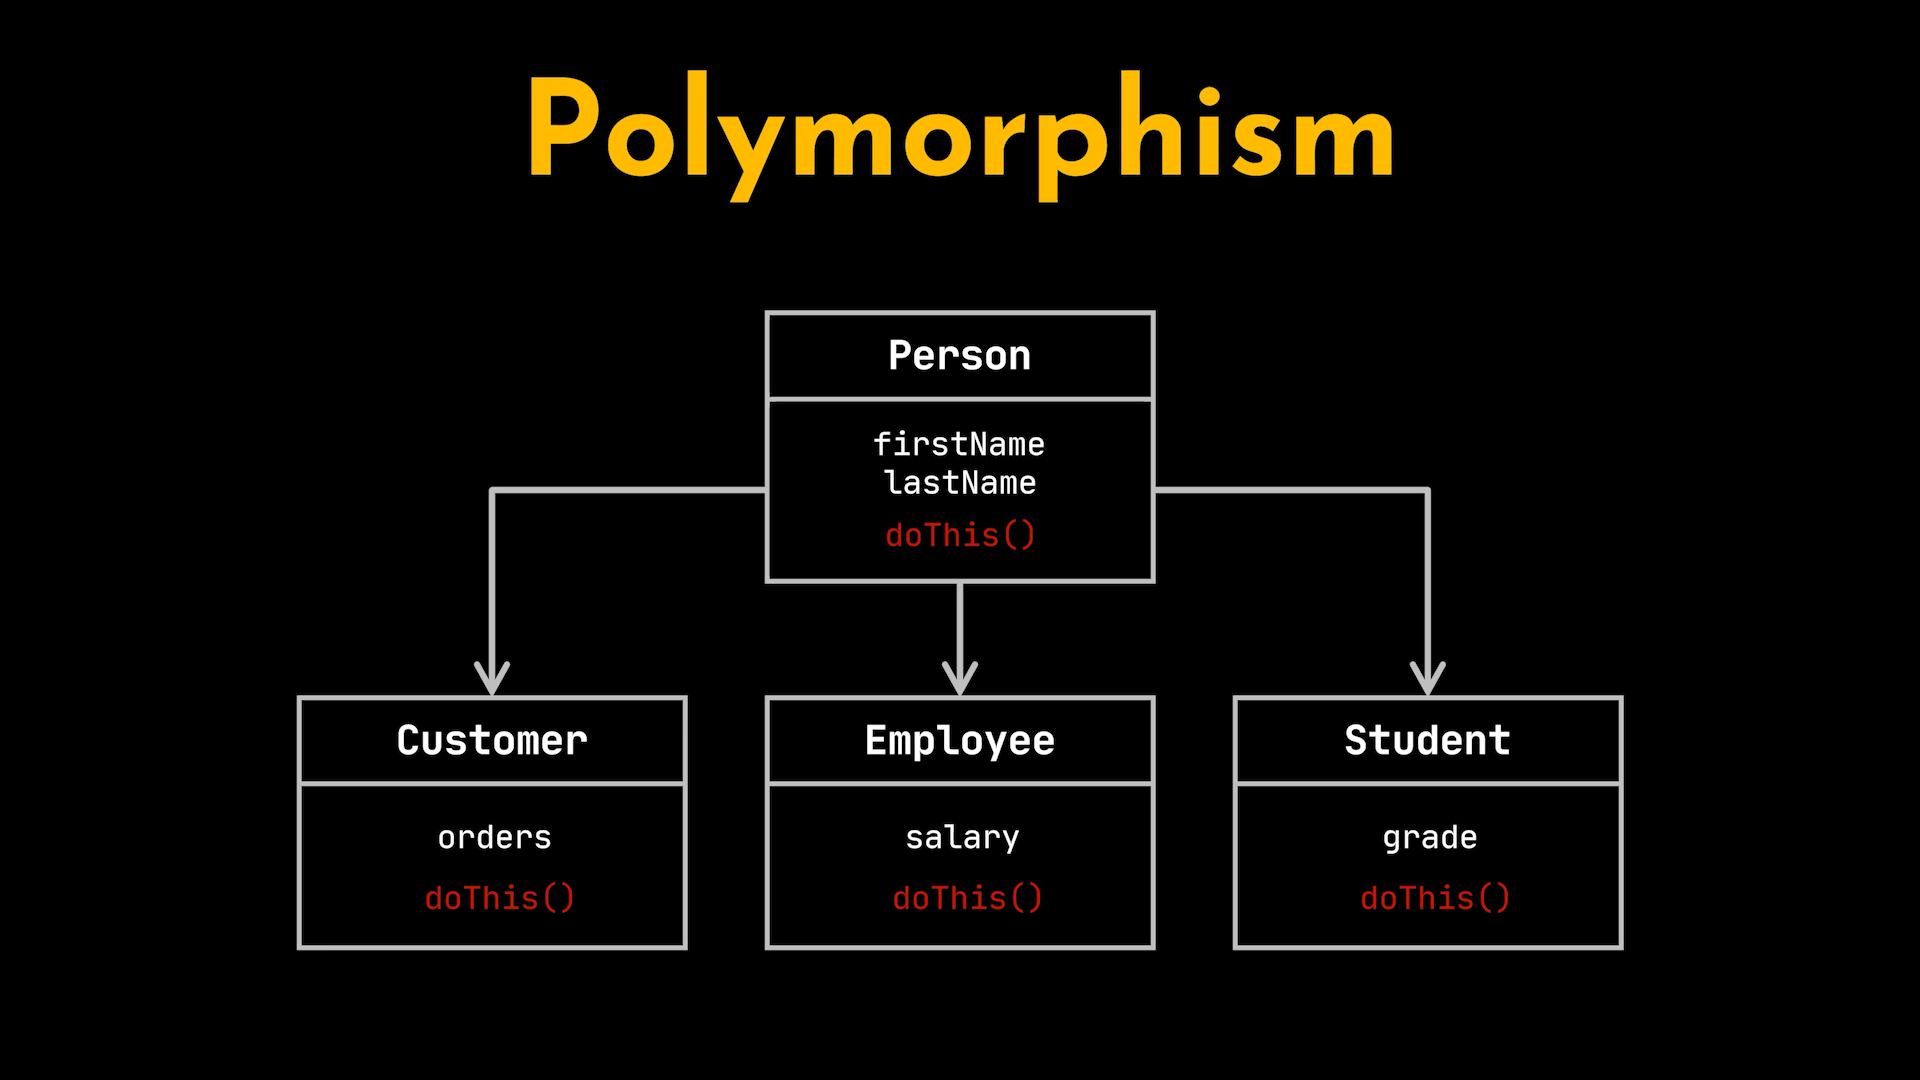 Polymorphism
Person
firstName
lastName
doThis()
Customer
orders
doThis()
Employee
salary
doThis()
Student
grade
doThis()